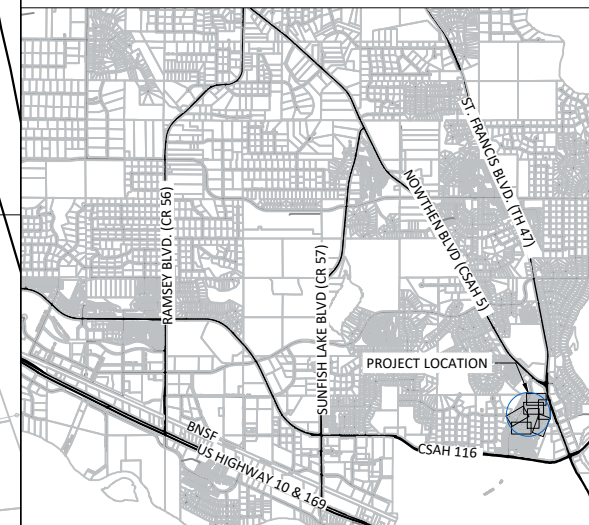 ST. FRANCIS BLVD. (TH 47)
NOWTHEN BLVD (CSAH 5)
RAMSEY BLVD. (CR 56)
SUNFISH LAKE BLVD (CR 57)
PROJECT LOCATION
BNSF
US HIGHWAY 10 & 169
CSAH 116